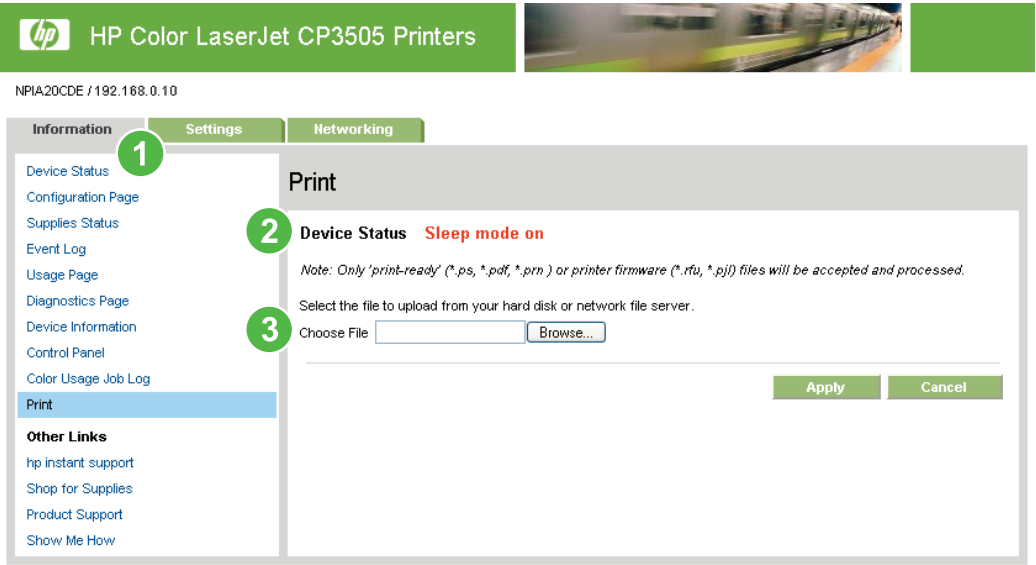 hp HP Color LaserJet CP3505 Printers
NPIA20CDE / 192.168.0.10
Information Settings Networking
1
Device Status
Configuration Page
Supplies Status
Event Log
Usage Page
Diagnostics Page
Device Information
Control Panel
Color Usage Job Log
Print
Other Links
hp instant support
Shop for Supplies
Product Support
Show Me How
Print
2 Device Status Sleep mode on
Note: Only 'print-ready' (*.ps, *.pdf, *.prn ) or printer firmware (*.rfu, *.pjl) files will be accepted and processed.
Select the file to upload from your hard disk or network file server.
3 Choose File Browse...
Apply Cancel